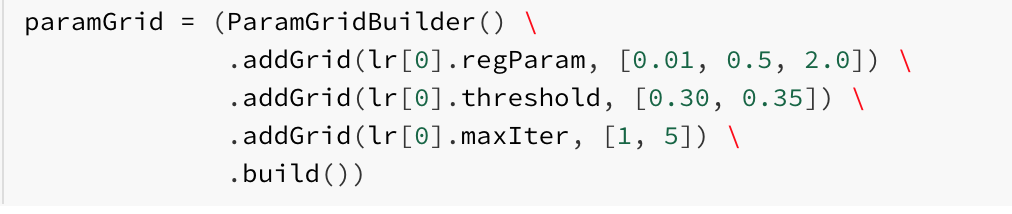 paramGrid = (ParamGridBuilder() \
             .addGrid(lr[0].regParam, [0.01, 0.5, 2.0]) \
             .addGrid(lr[0].threshold, [0.30, 0.35]) \
             .addGrid(lr[0].maxIter, [1, 5]) \
             .build())